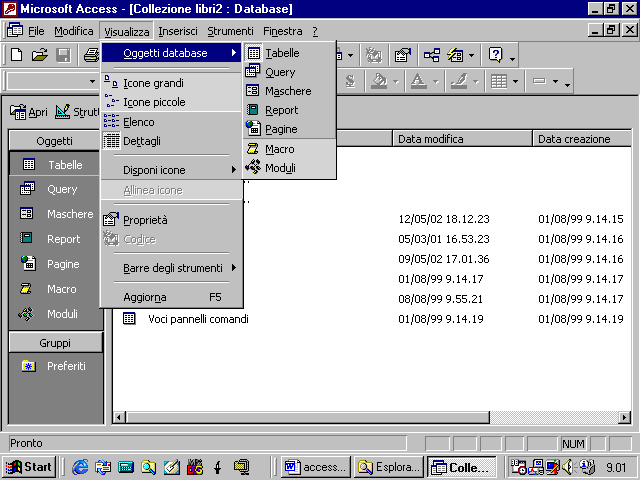 Microsoft Access - [Collezione libri2 : Database]
File Modifica Visualizza Inserisci Strumenti Finestra ?
Oggetti database
Icone grandi
Icone piccole
Elenco
Dettagli
Disponi icone
Allinea icone
Proprietà
Codice
Barre degli strumenti
Aggiorna F5
Tabelle
Query
Maschere
Report
Pagine
Macro
Moduli
Apri Strutt
Oggetti
Tabelle
Query
Maschere
Report
Pagine
Macro
Moduli
Gruppi
Preferiti
Data modifica Data creazione
12/05/02 18.12.23 01/08/99 9.14.15
05/03/01 16.53.23 01/08/99 9.14.16
09/05/02 17.01.36 01/08/99 9.14.16
01/08/99 9.14.17 01/08/99 9.14.17
08/08/99 9.55.21 01/08/99 9.14.17
Voci pannelli comandi 01/08/99 9.14.19 01/08/99 9.14.19
Pronto NUM
Start access... Esplora... Colle... 9.01